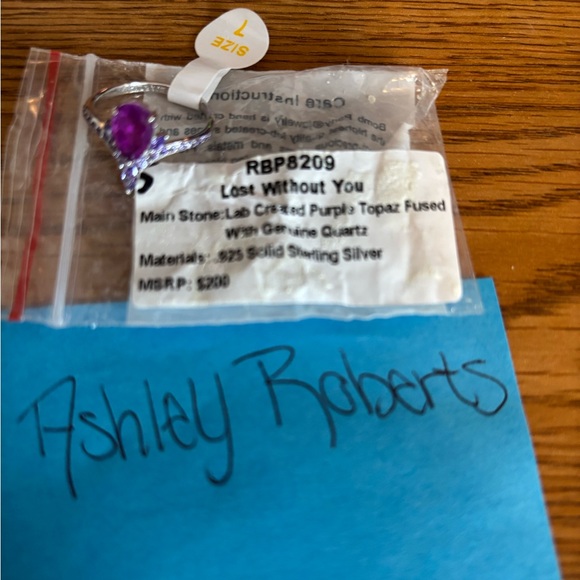 SIZE
7
Care Instruction
RBP8209
Lost Without You
Main Stone:Lab Created Purple Topaz Fused
With Genuine Quartz
Materials: .925 Solid Sterling Silver
MSRP: $200
Ashley Roberts